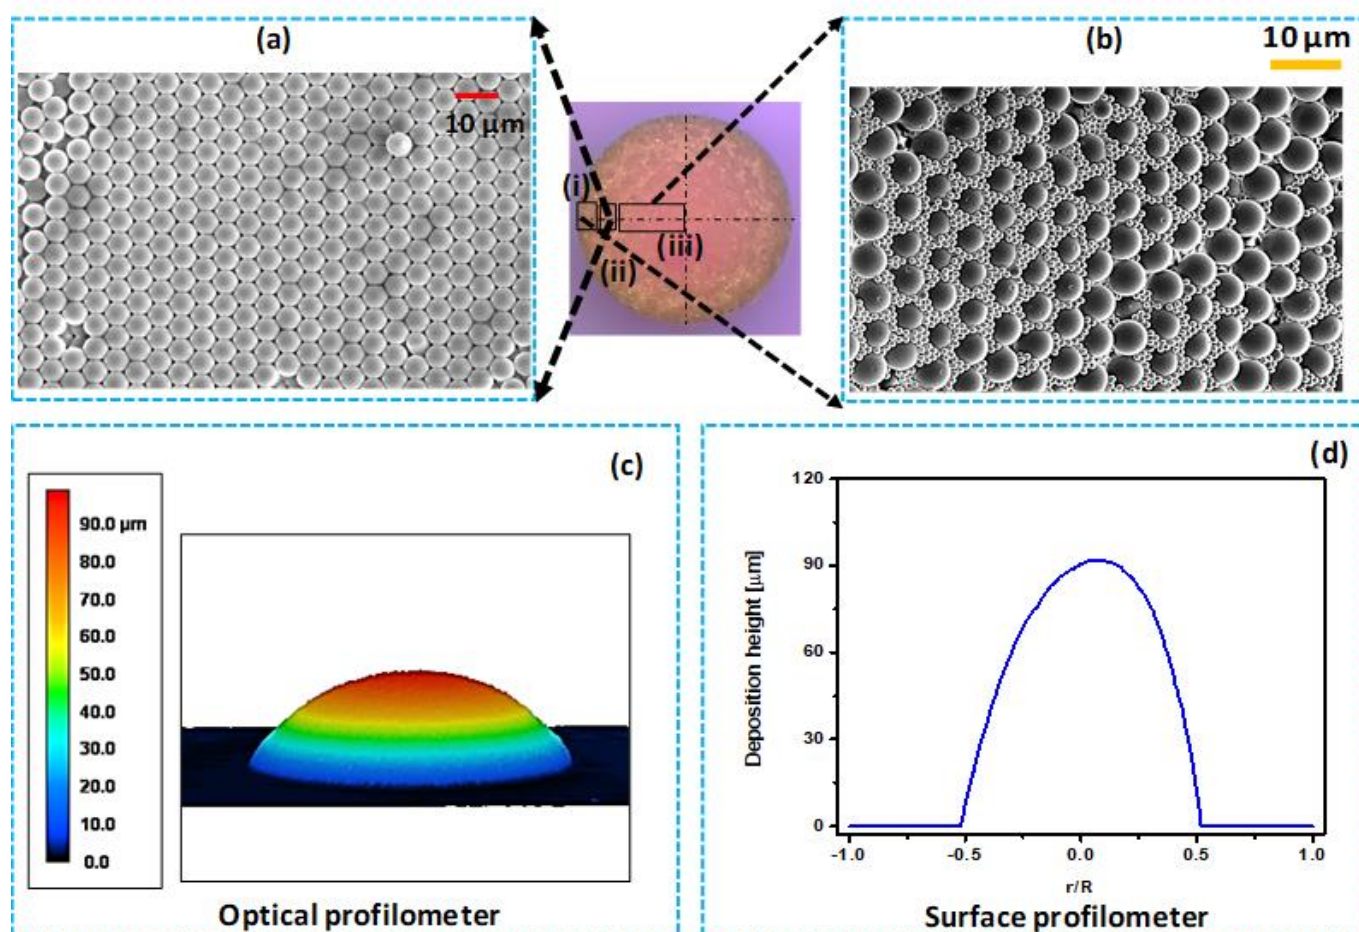 (a)
10 µm
(i)
(ii)
(iii)
(b)
10 µm
(c)
90.0 µm
80.0
70.0
60.0
50.0
40.0
30.0
20.0
10.0
0.0
Optical profilometer
(d)
120
90
60
30
0
Deposition height [µm]
-1.0 -0.5 0.0 0.5 1.0
r/R
Surface profilometer